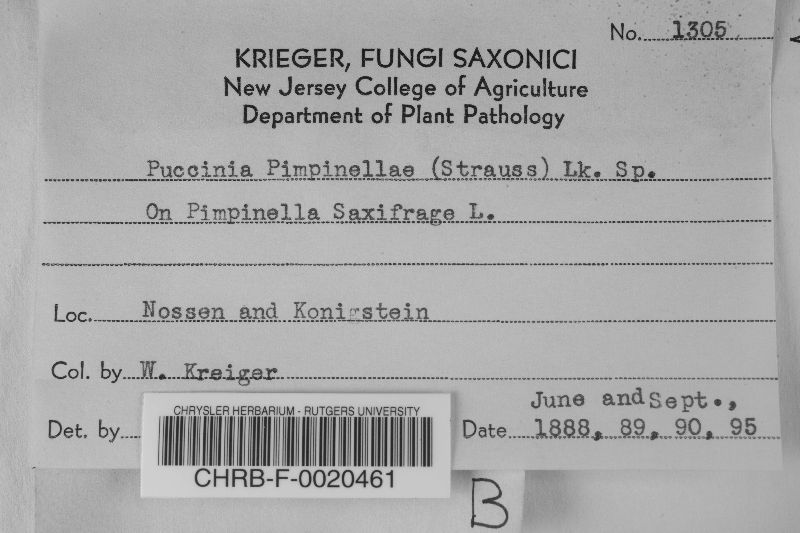 No. 1305
KRIEGER, FUNGI SAXONICI
New Jersey College of Agriculture
Department of Plant Pathology
Puccinia Pimpinellae (Strauss) Lk. Sp.
On Pimpinella Saxifrage L.
Loc. Nossen and Konigstein
Col. by W. Kreiger
Det. by
Date June and Sept.,
1888, 89, 90, 95
CHRYSLER HERBARIUM - RUTGERS UNIVERSITY
CHRB-F-0020461
B